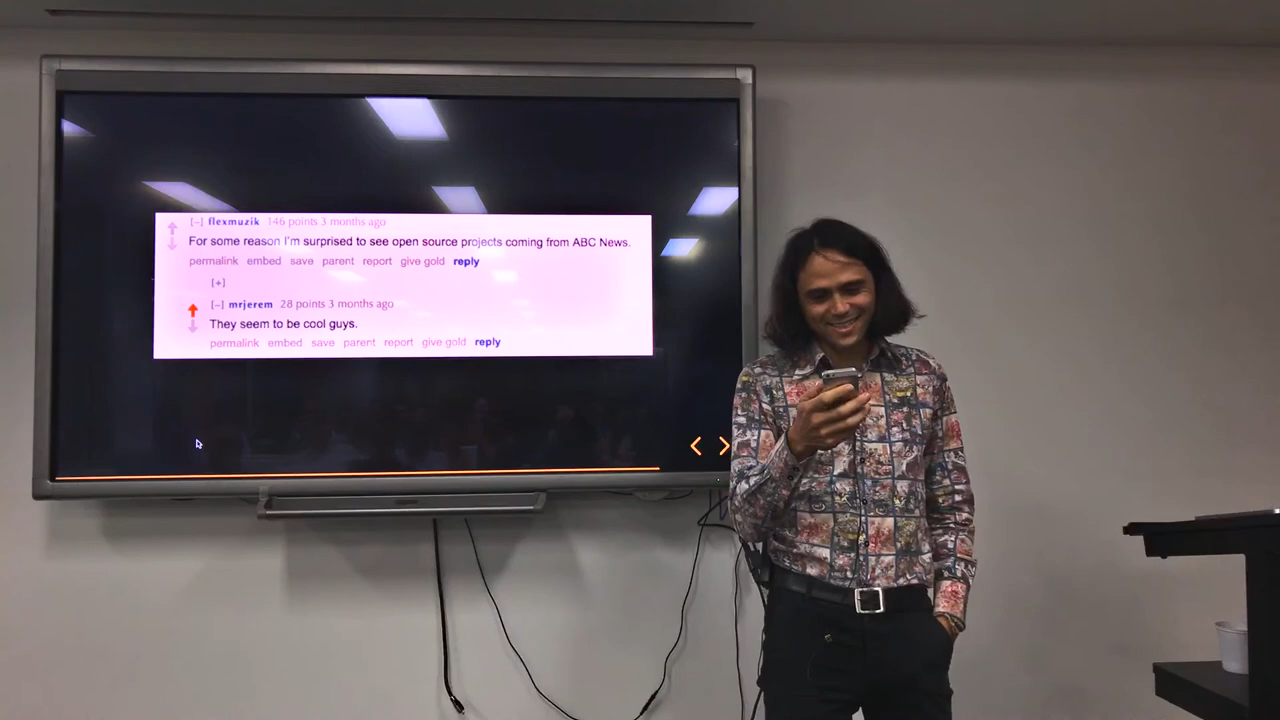 [–] flexmuzik 146 points 3 months ago
For some reason I'm surprised to see open source projects coming from ABC News.
permalink embed save parent report give gold reply
[+]
[–] mrjerem 28 points 3 months ago
They seem to be cool guys.
permalink embed save parent report give gold reply